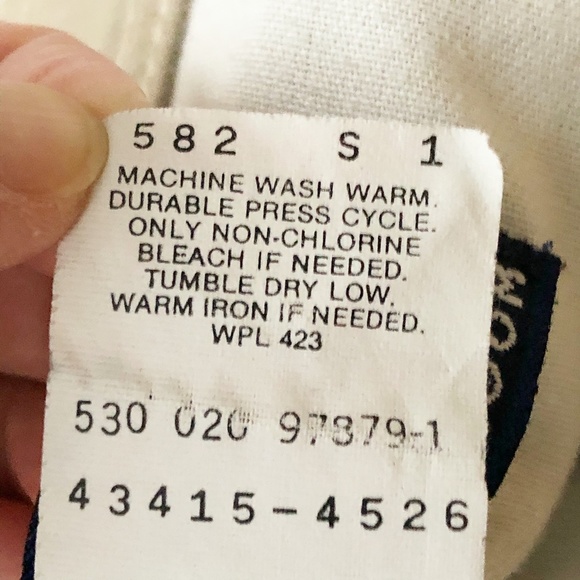 582 S 1
MACHINE WASH WARM.
DURABLE PRESS CYCLE.
ONLY NON-CHLORINE
BLEACH IF NEEDED.
TUMBLE DRY LOW.
WARM IRON IF NEEDED.
WPL 423
530 020 97879-1
43415-4526